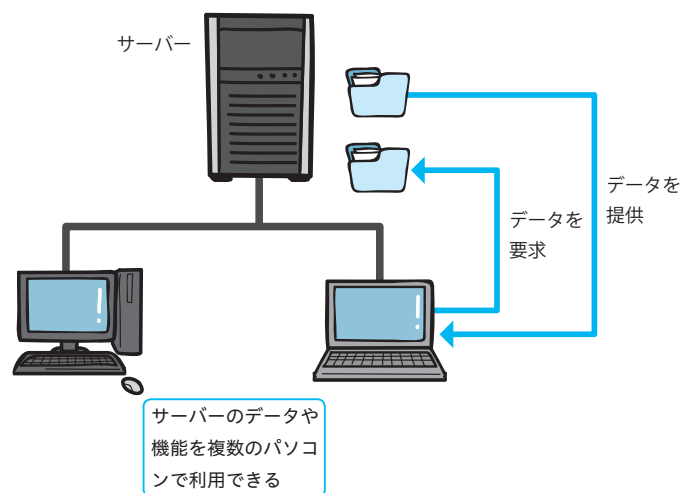 サーバー
データを
提供
データを
要求
サーバーのデータや
機能を複数のパソコ
ンで利用できる